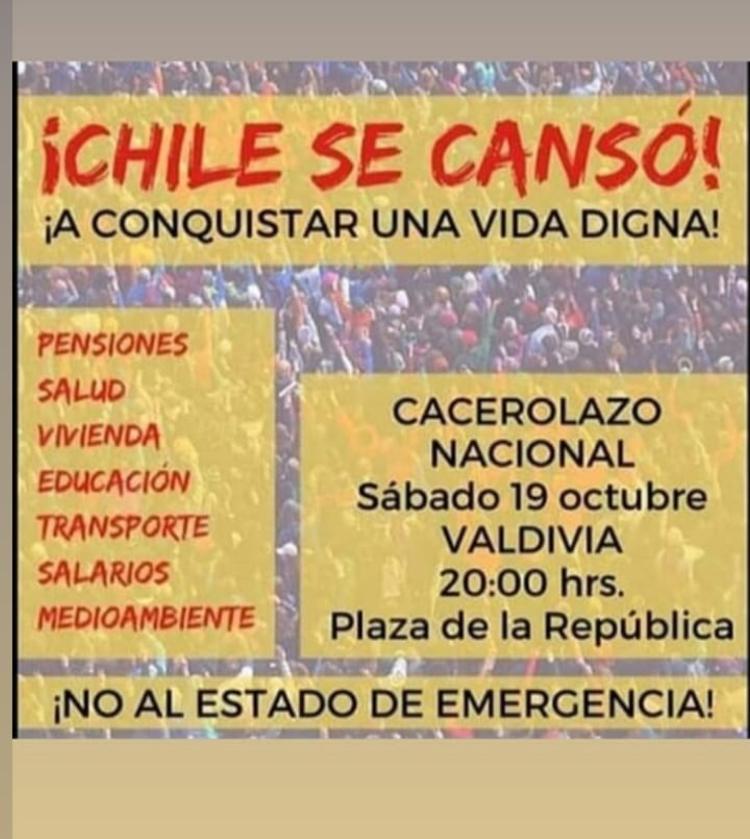 ¡CHILE SE CANSÓ!
¡A CONQUISTAR UNA VIDA DIGNA!
PENSIONES
SALUD
VIVIENDA
EDUCACIÓN
TRANSPORTE
SALARIOS
MEDIOAMBIENTE
CACEROLAZO
NACIONAL
Sábado 19 octubre
VALDIVIA
20:00 hrs.
Plaza de la República
¡NO AL ESTADO DE EMERGENCIA!